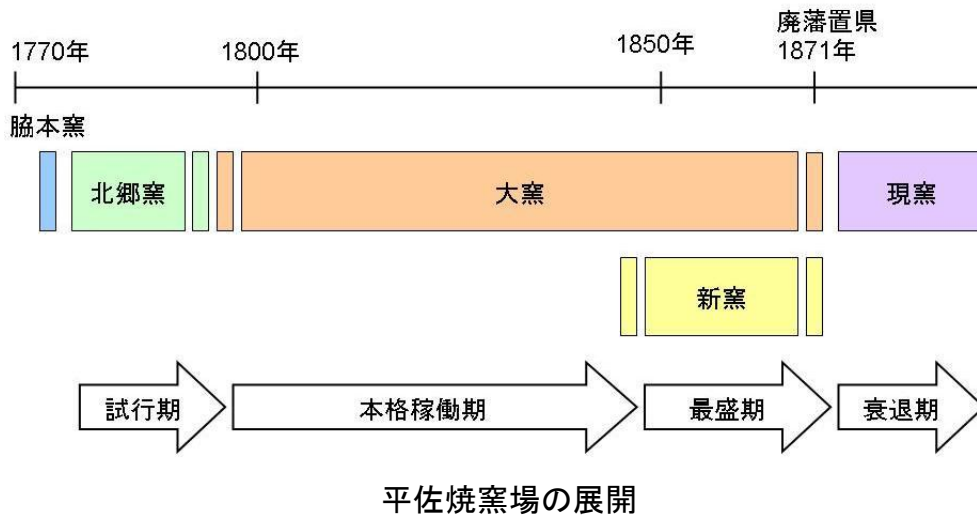 廃藩置県
1770年
1800年
1850年
1871年
脇本窯
北郷窯
大窯
現窯
新窯
試行期
本格稼働期
最盛期
衰退期
平佐焼窯場の展開